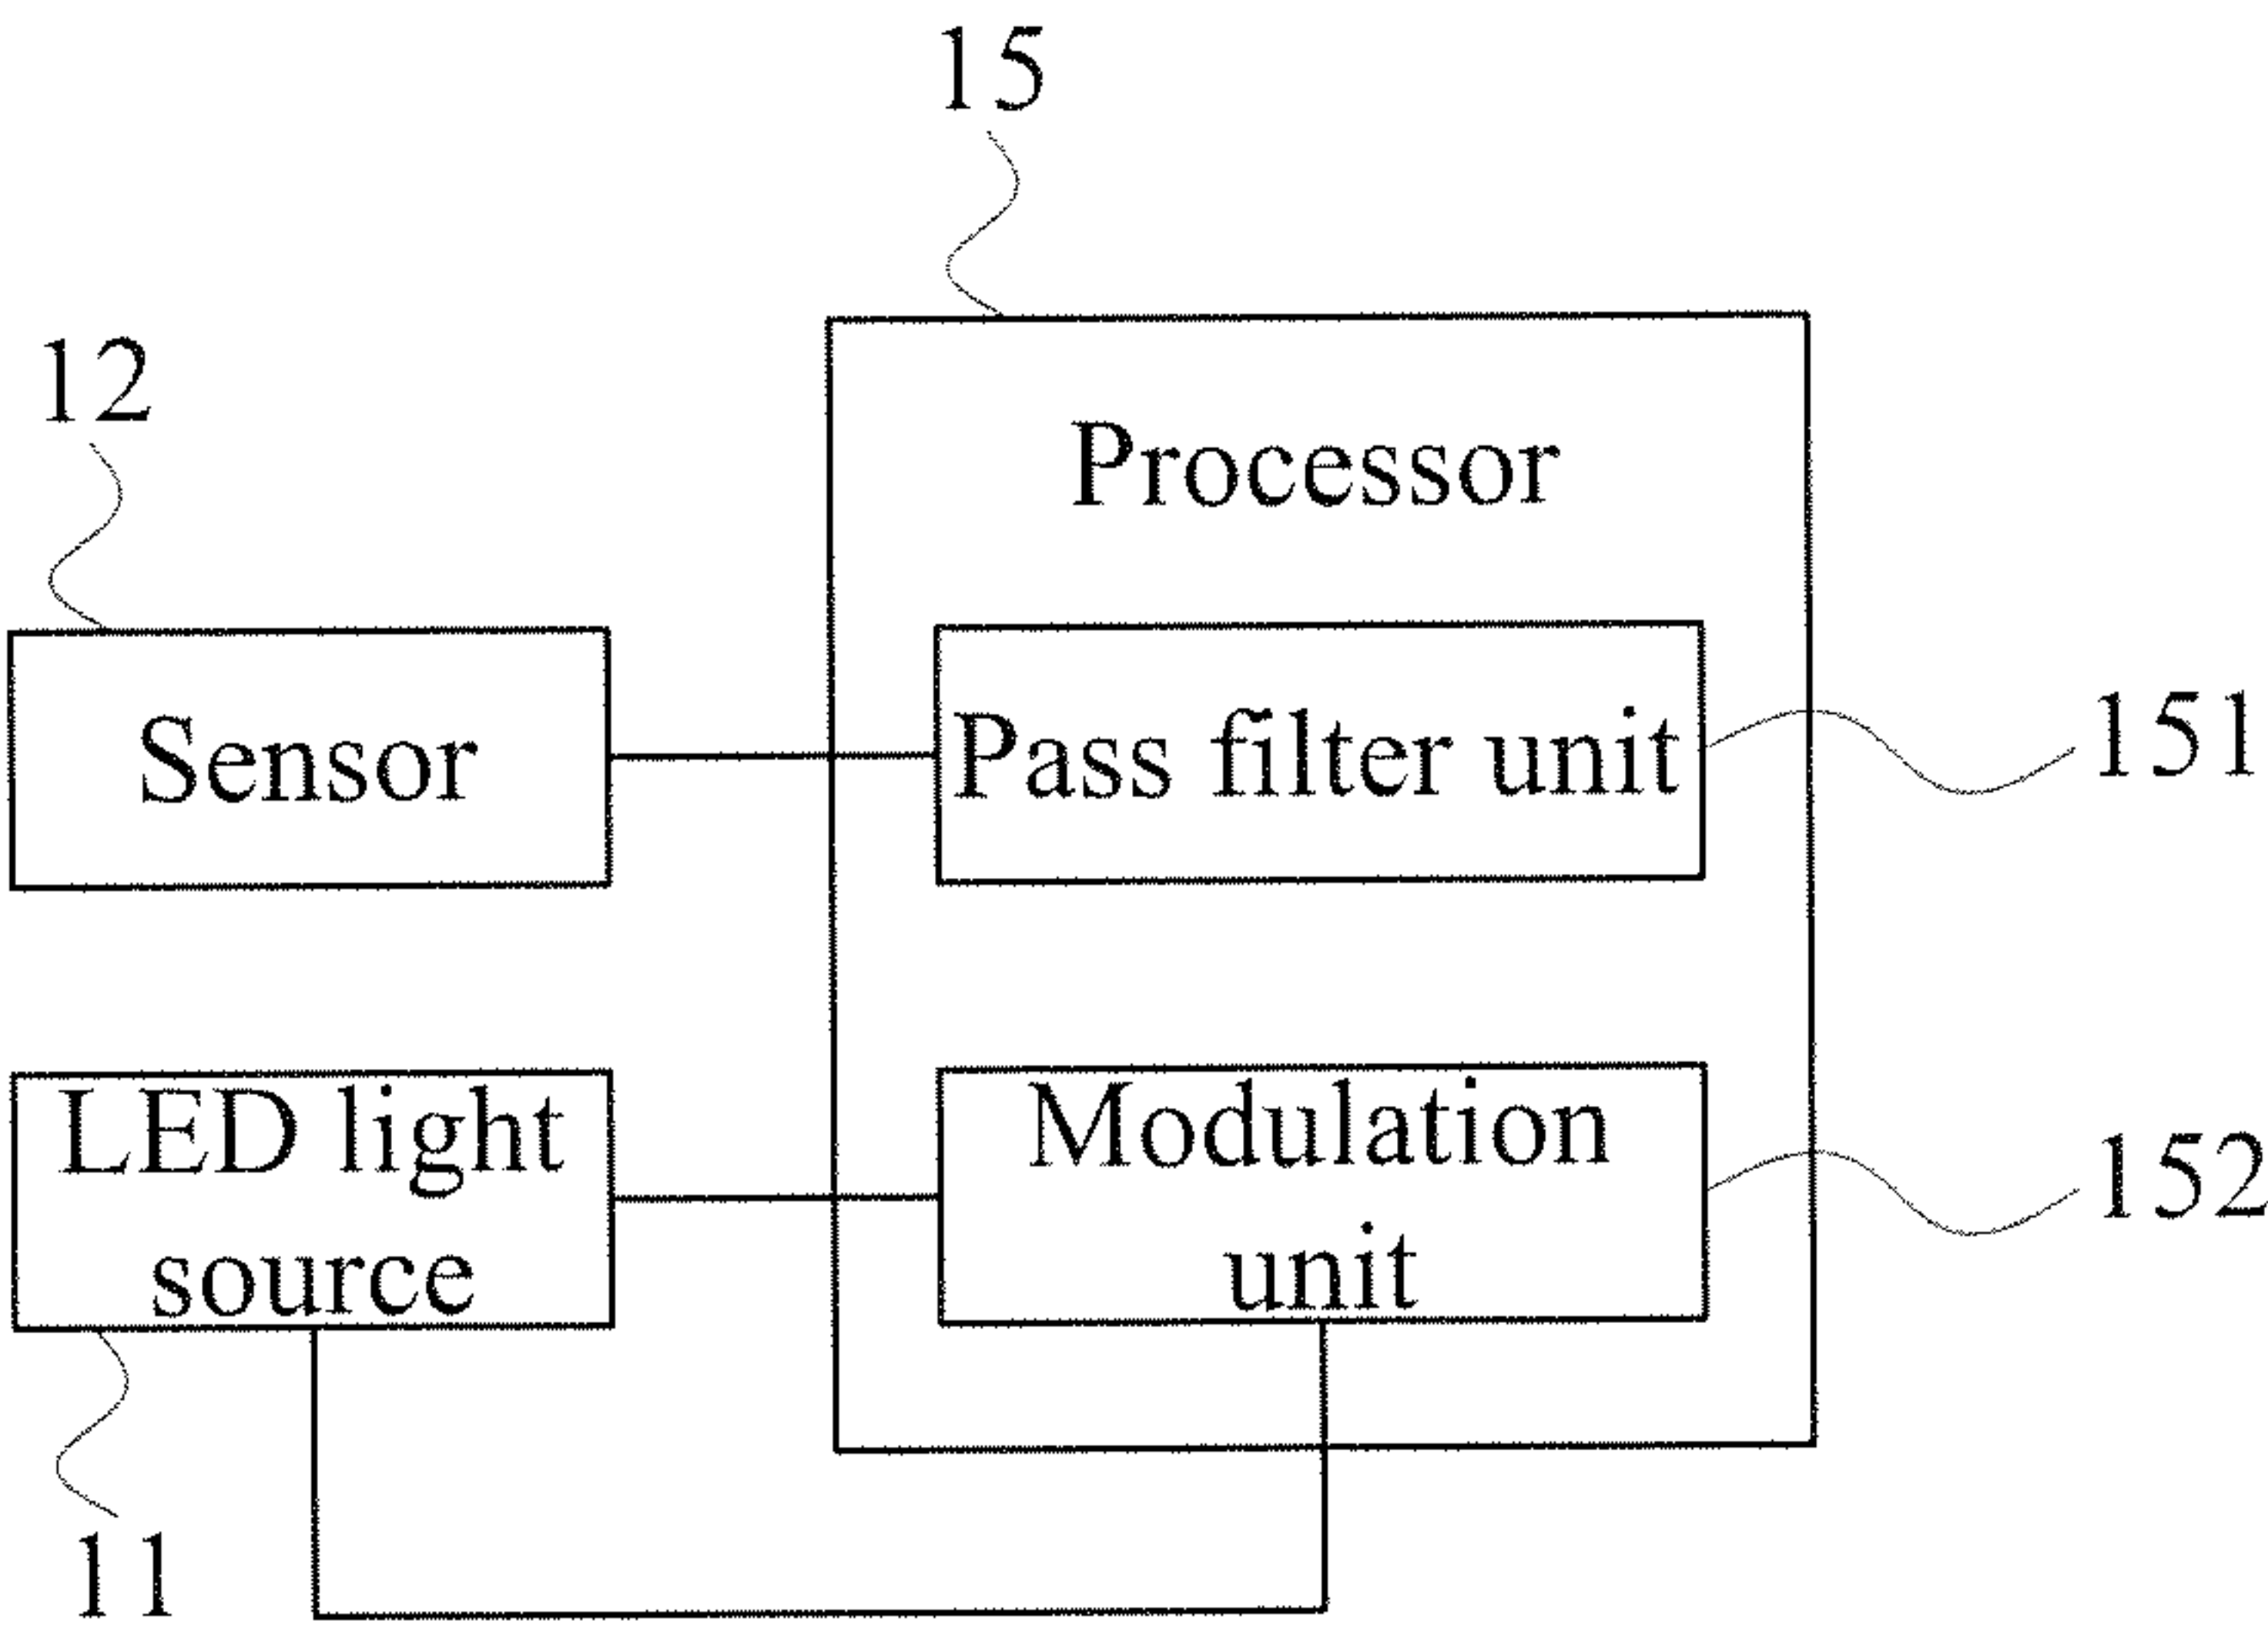 15
12
Processor
Sensor
Pass filter unit
151
LED light
source
Modulation
unit
152
11